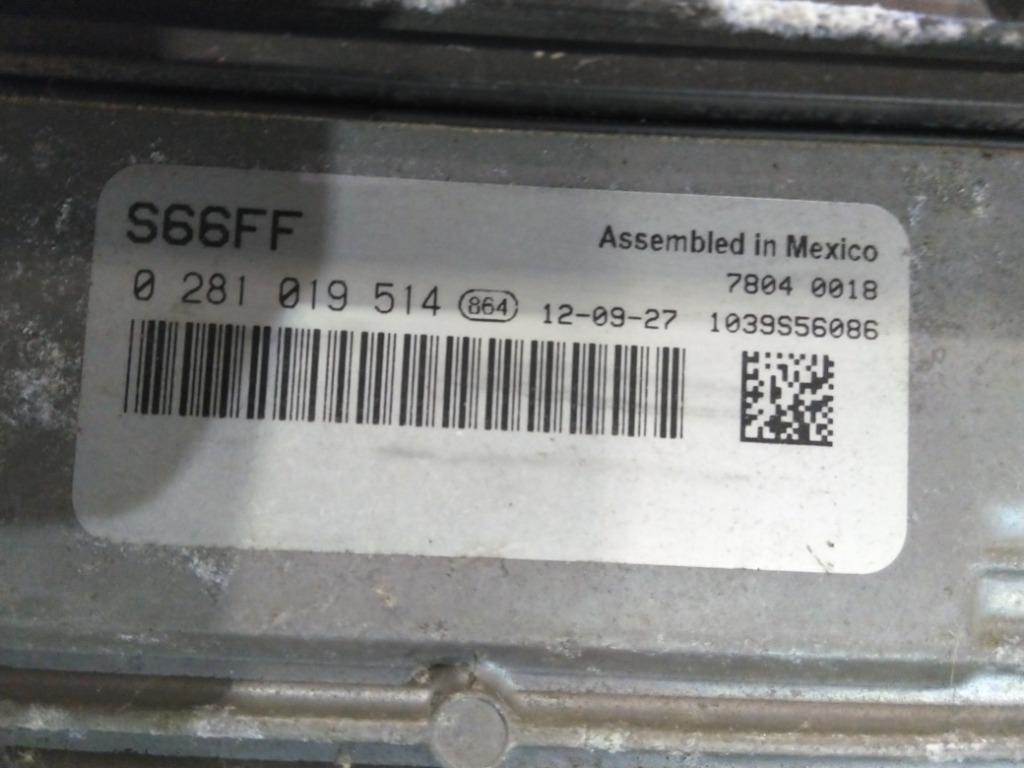 S66FF
Assembled in Mexico
7804 0018
0 281 019 514 864 12-09-27 1039S56086